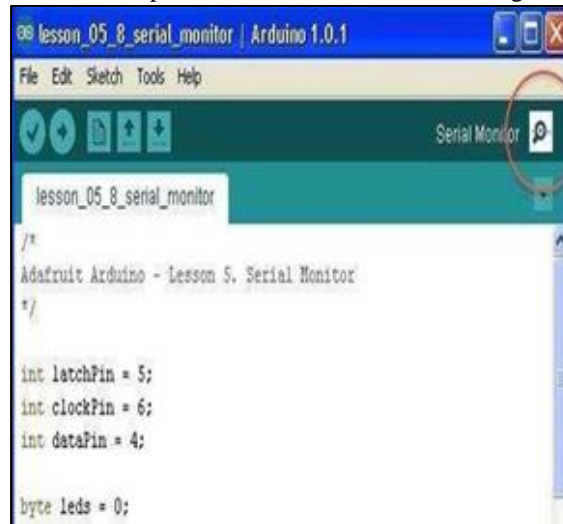 lesson_05_8_serial_monitor | Arduino 1.0.1
File Edit Sketch Tools Help
Serial Monitor
lesson_05_8_serial_monitor
/*
Adafruit Arduino - Lesson 5. Serial Monitor
*/
int latchPin = 5;
int clockPin = 6;
int dataPin = 4;
byte leds = 0;